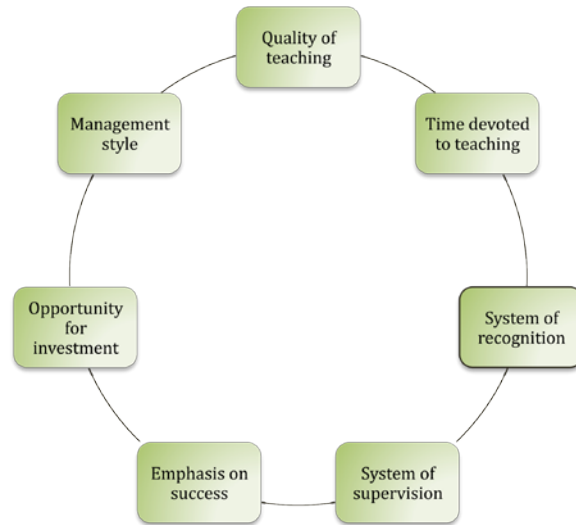 Quality of
teaching
Time devoted
to teaching
System of
recognition
System of
supervision
Emphasis on
success
Opportunity
for
investment
Management
style